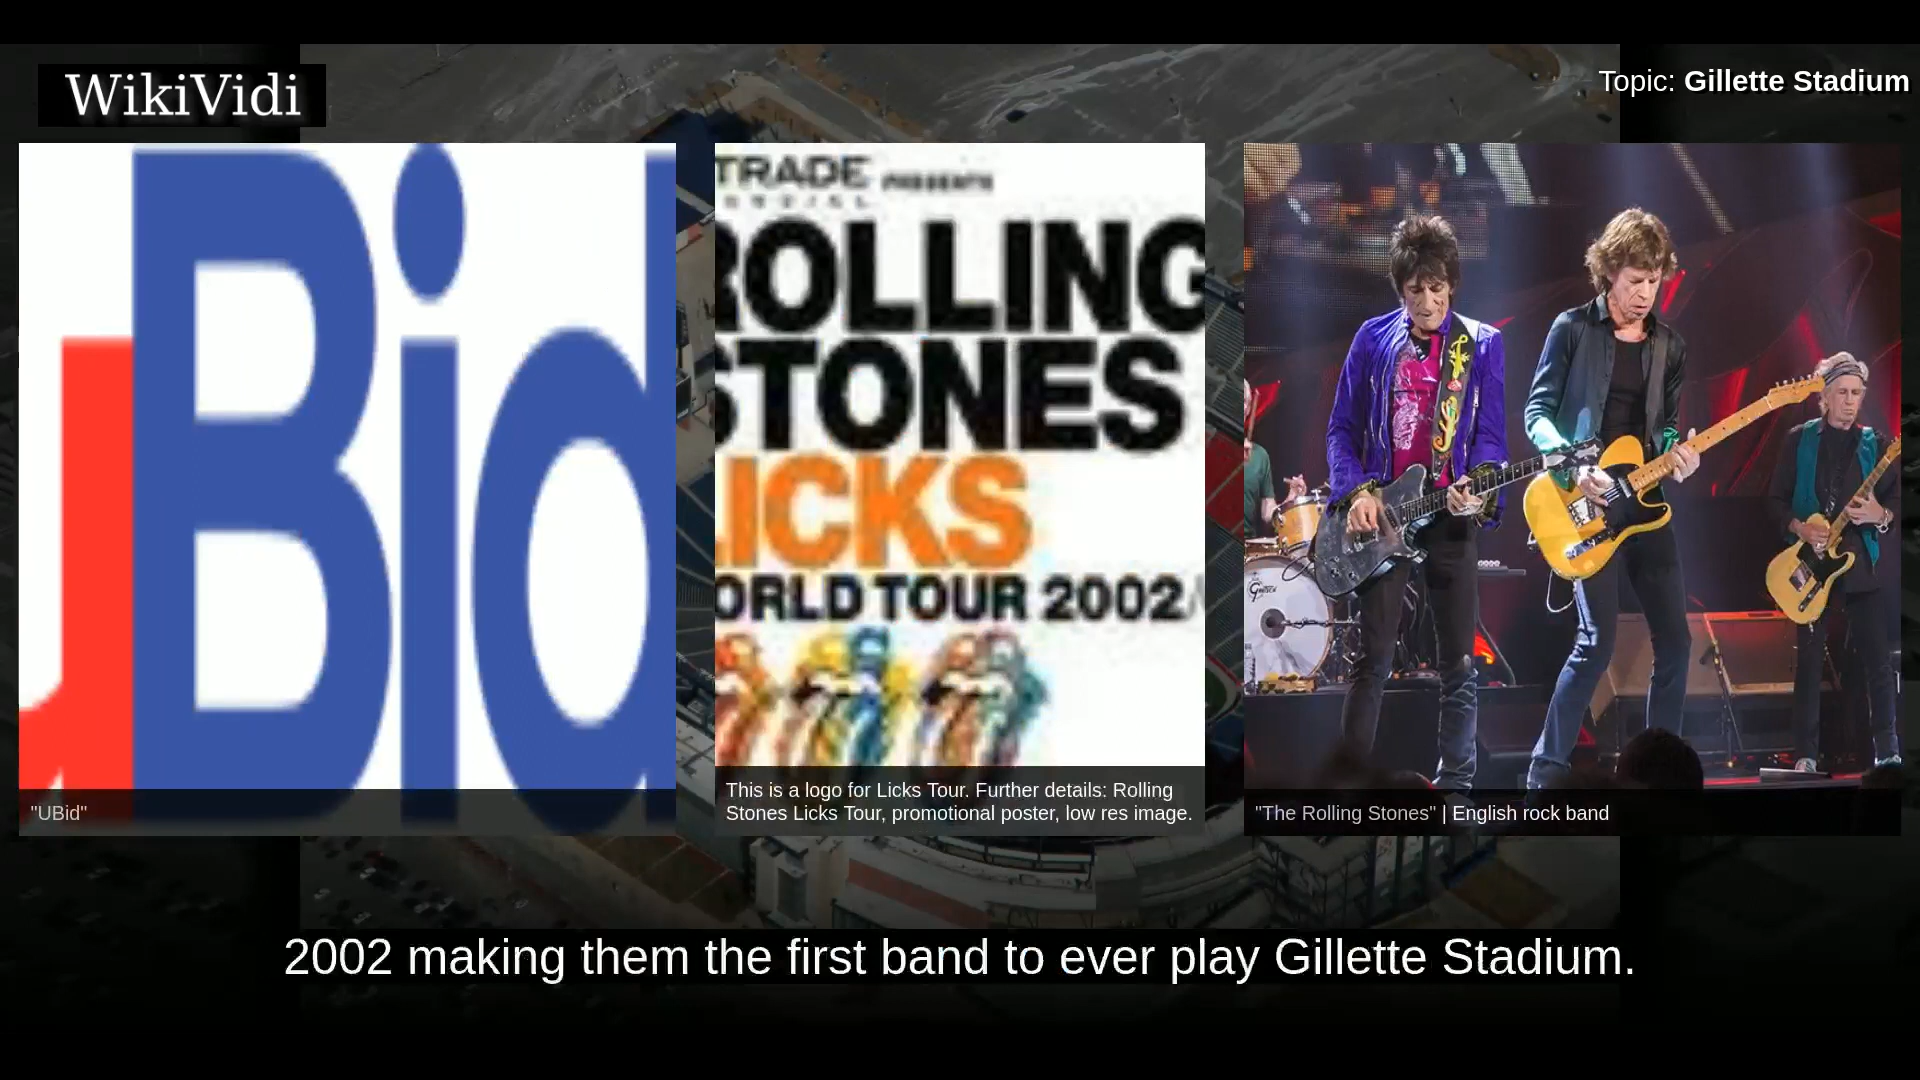 WikiVidi
Topic: Gillette Stadium
uBid
TRADE PRESENTS
ROLLING
STONES
LICKS
WORLD TOUR 2002/
"UBid"
This is a logo for Licks Tour. Further details: Rolling
Stones Licks Tour, promotional poster, low res image.
"The Rolling Stones" | English rock band
2002 making them the first band to ever play Gillette Stadium.